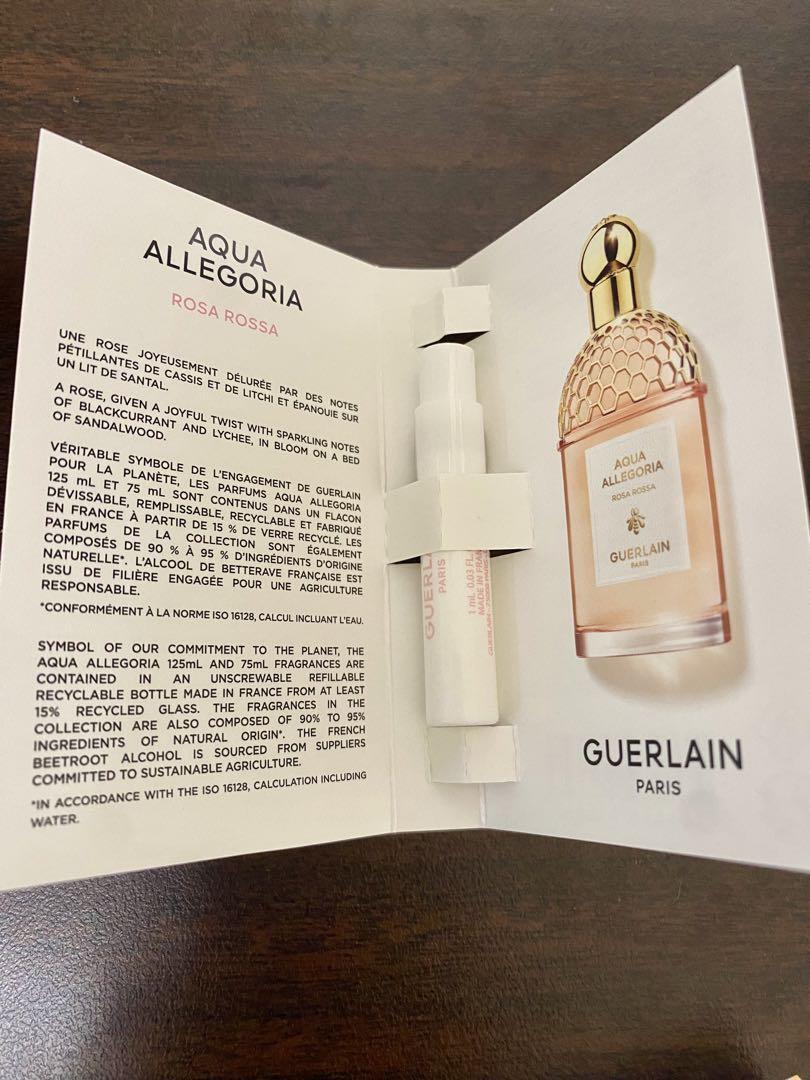 AQUA
ALLEGORIA
ROSA ROSSA
UNE ROSE JOYEUSEMENT DÉLURÉE PAR DES NOTES
PÉTILLANTES DE CASSIS ET DE LITCHI ET ÉPANOUIE SUR
UN LIT DE SANTAL.
A ROSE, GIVEN A JOYFUL TWIST WITH SPARKLING NOTES
OF BLACKCURRANT AND LYCHEE, IN BLOOM ON A BED
OF SANDALWOOD.
VÉRITABLE SYMBOLE DE L'ENGAGEMENT DE GUERLAIN
POUR LA PLANÈTE, LES PARFUMS AQUA ALLEGORIA
125 mL ET 75 mL SONT CONTENUS DANS UN FLACON
DÉVISSABLE, REMPLISSABLE, RECYCLABLE ET FABRIQUÉ
EN FRANCE À PARTIR DE 15 % DE VERRE RECYCLÉ. LES
PARFUMS DE LA COLLECTION SONT ÉGALEMENT
COMPOSÉS DE 90 % À 95 % D'INGRÉDIENTS D'ORIGINE
NATURELLE*. L'ALCOOL DE BETTERAVE FRANÇAISE EST
ISSU DE FILIÈRE ENGAGÉE POUR UNE AGRICULTURE
RESPONSABLE.
*CONFORMÉMENT À LA NORME ISO 16128, CALCUL INCLUANT L'EAU.
SYMBOL OF OUR COMMITMENT TO THE PLANET, THE
AQUA ALLEGORIA 125mL AND 75mL FRAGRANCES ARE
CONTAINED IN AN UNSCREWABLE REFILLABLE
RECYCLABLE BOTTLE MADE IN FRANCE FROM AT LEAST
15% RECYCLED GLASS. THE FRAGRANCES IN THE
COLLECTION ARE ALSO COMPOSED OF 90% TO 95%
INGREDIENTS OF NATURAL ORIGIN*. THE FRENCH
BEETROOT ALCOHOL IS SOURCED FROM SUPPLIERS
COMMITTED TO SUSTAINABLE AGRICULTURE.
*IN ACCORDANCE WITH THE ISO 16128, CALCULATION INCLUDING
WATER.
GUERL
PARIS
1 mL 0.03 FL
MADE IN FRAN
GUERLAIN
AQUA
ALLEGORIA
ROSA ROSSA
GUERLAIN
PARIS
GUERLAIN
PARIS